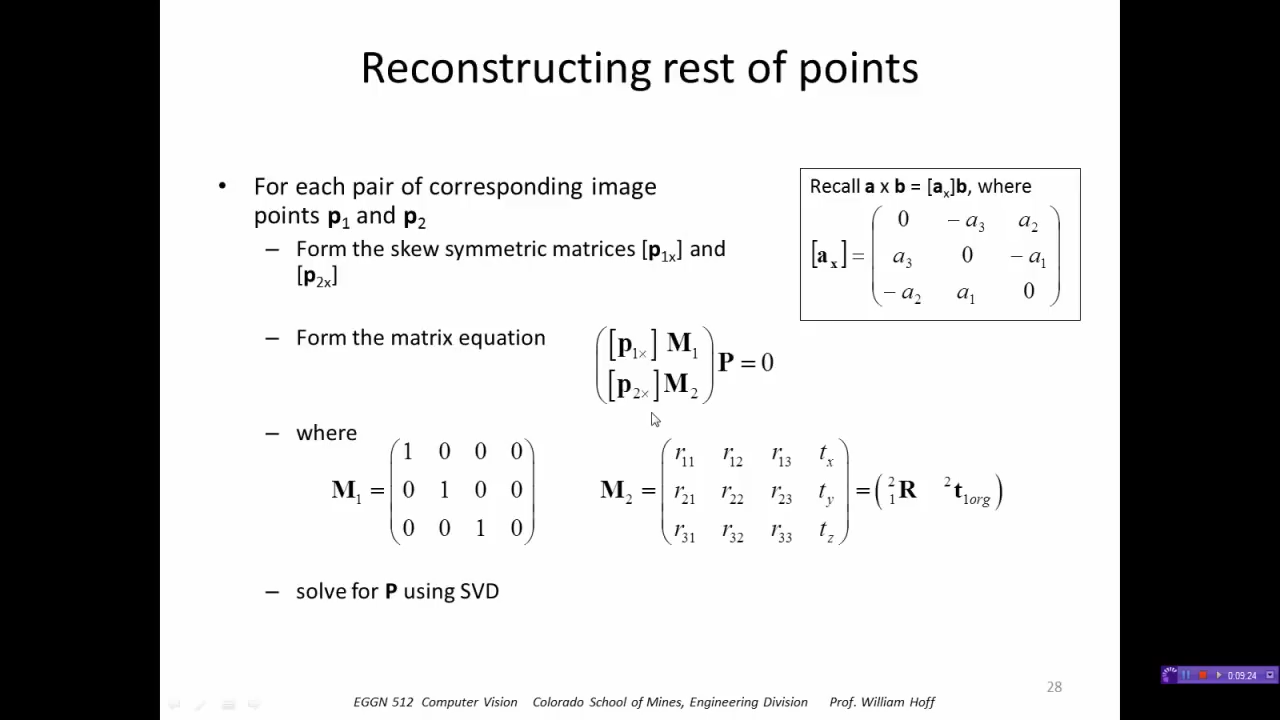 Reconstructing rest of points
• For each pair of corresponding image
points p₁ and p₂
– Form the skew symmetric matrices [p₁ₓ] and
[p₂ₓ]
Recall a x b = [aₓ]b, where
[aₓ] = ( 0 −a₃ a₂
a₃ 0 −a₁
−a₂ a₁ 0 )
– Form the matrix equation
( [p₁×] M₁
[p₂×] M₂ ) P = 0
– where
M₁ = ( 1 0 0 0
0 1 0 0
0 0 1 0 )
M₂ = ( r₁₁ r₁₂ r₁₃ tₓ
r₂₁ r₂₂ r₂₃ t_y
r₃₁ r₃₂ r₃₃ t_z ) = ( ²₁R ²t₁org )
– solve for P using SVD
28
EGGN 512 Computer Vision Colorado School of Mines, Engineering Division Prof. William Hoff
0:09:24